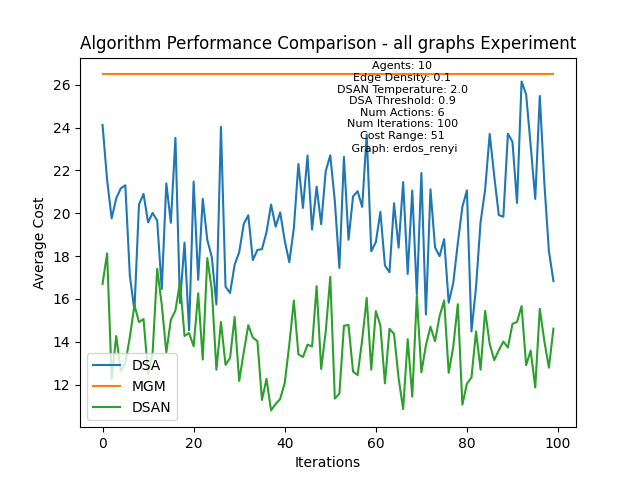 Algorithm Performance Comparison - all graphs Experiment
Agents: 10
Edge Density: 0.1
DSAN Temperature: 2.0
DSA Threshold: 0.9
Num Actions: 6
Num Iterations: 100
Cost Range: 51
Graph: erdos_renyi
Average Cost
26
24
22
20
18
16
14
12
DSA
MGM
DSAN
0
20
40
60
80
100
Iterations